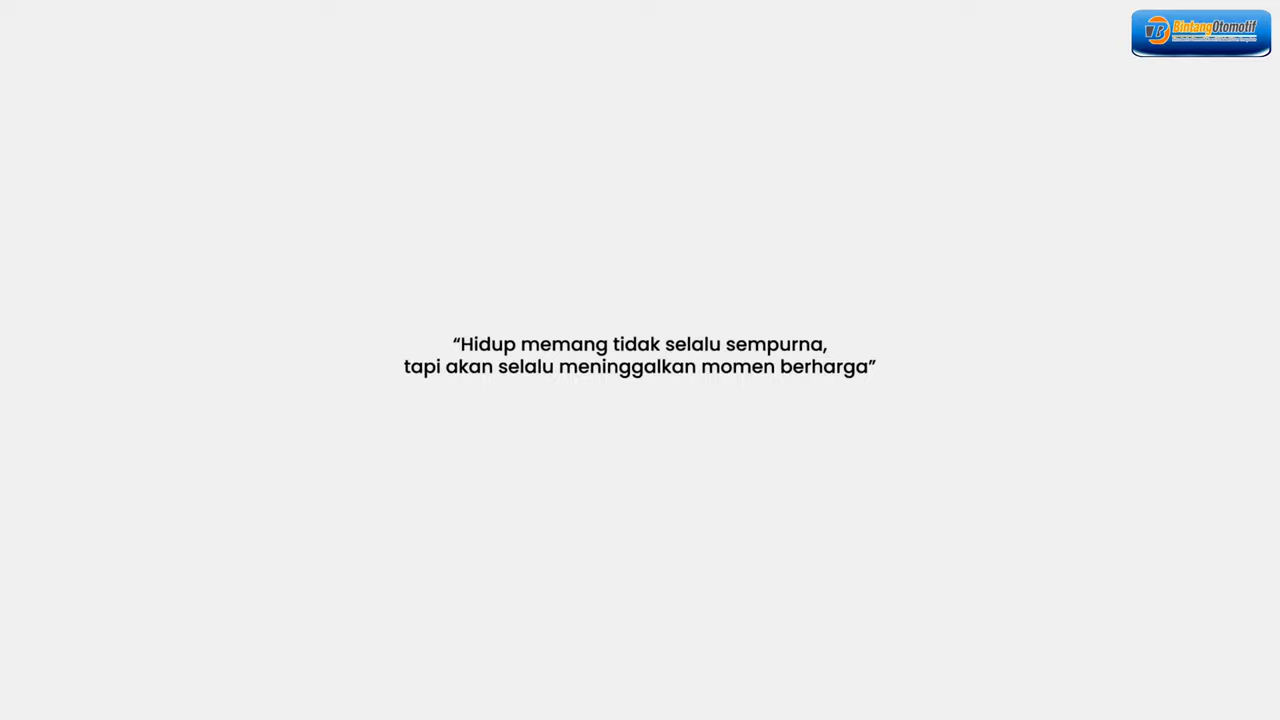 BintangOtomotif
“Hidup memang tidak selalu sempurna,
tapi akan selalu meninggalkan momen berharga”